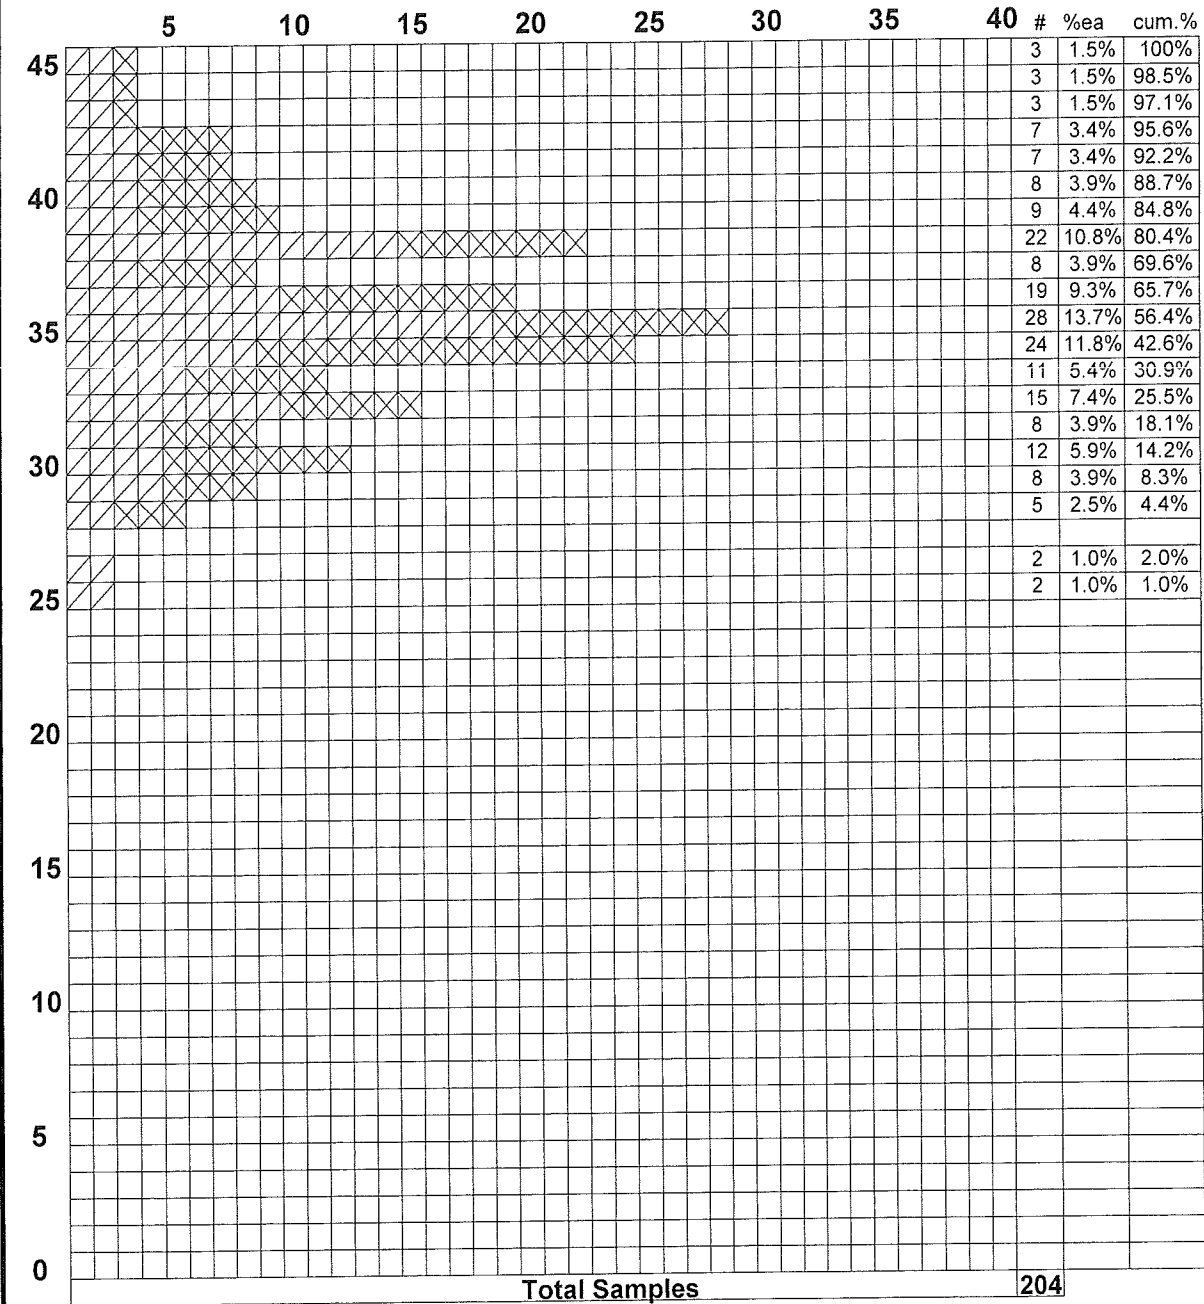 5 10 15 20 25 30 35 40 # %ea cum.%
45 3 1.5% 100%
3 1.5% 98.5%
3 1.5% 97.1%
7 3.4% 95.6%
7 3.4% 92.2%
40 8 3.9% 88.7%
9 4.4% 84.8%
22 10.8% 80.4%
8 3.9% 69.6%
19 9.3% 65.7%
35 28 13.7% 56.4%
24 11.8% 42.6%
11 5.4% 30.9%
15 7.4% 25.5%
8 3.9% 18.1%
30 12 5.9% 14.2%
8 3.9% 8.3%
5 2.5% 4.4%
2 1.0% 2.0%
25 2 1.0% 1.0%
20
15
10
5
0
Total Samples 204